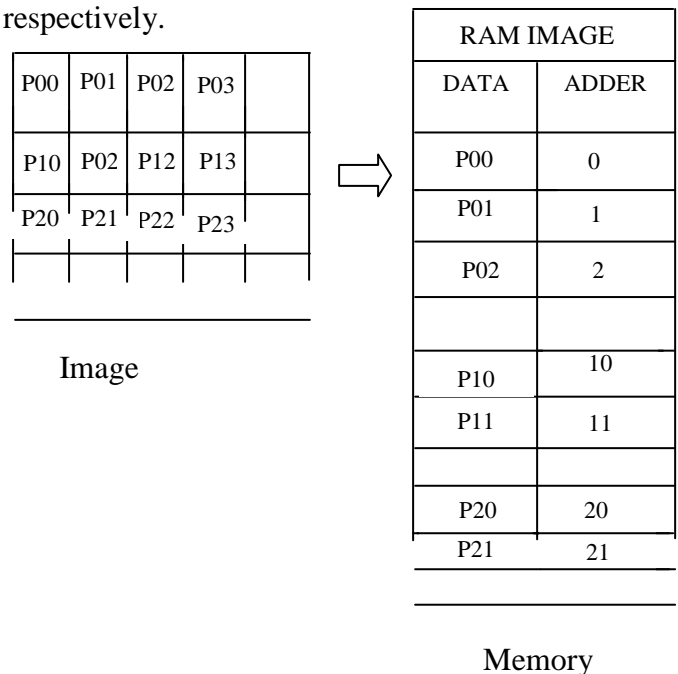 respectively.
P00 P01 P02 P03
P10 P02 P12 P13
P20 P21 P22 P23
Image
RAM IMAGE
DATA ADDER
P00 0
P01 1
P02 2
P10 10
P11 11
P20 20
P21 21
Memory